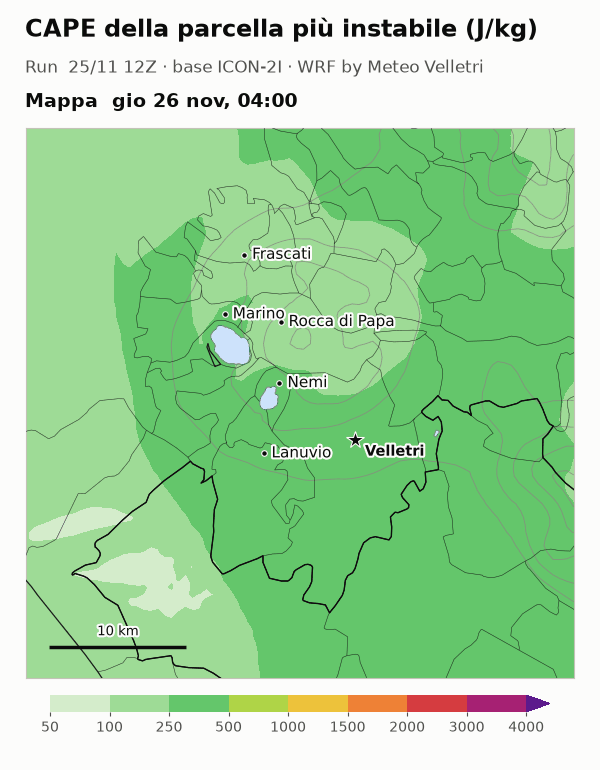 CAPE della parcella più instabile (J/kg)
Run  25/11 12Z · base ICON-2I · WRF by Meteo Velletri
Mappa  gio 26 nov, 04:00
Frascati
Marino
Rocca di Papa
Nemi
Velletri
Lanuvio
10 km
50 100 250 500 1000 1500 2000 3000 4000